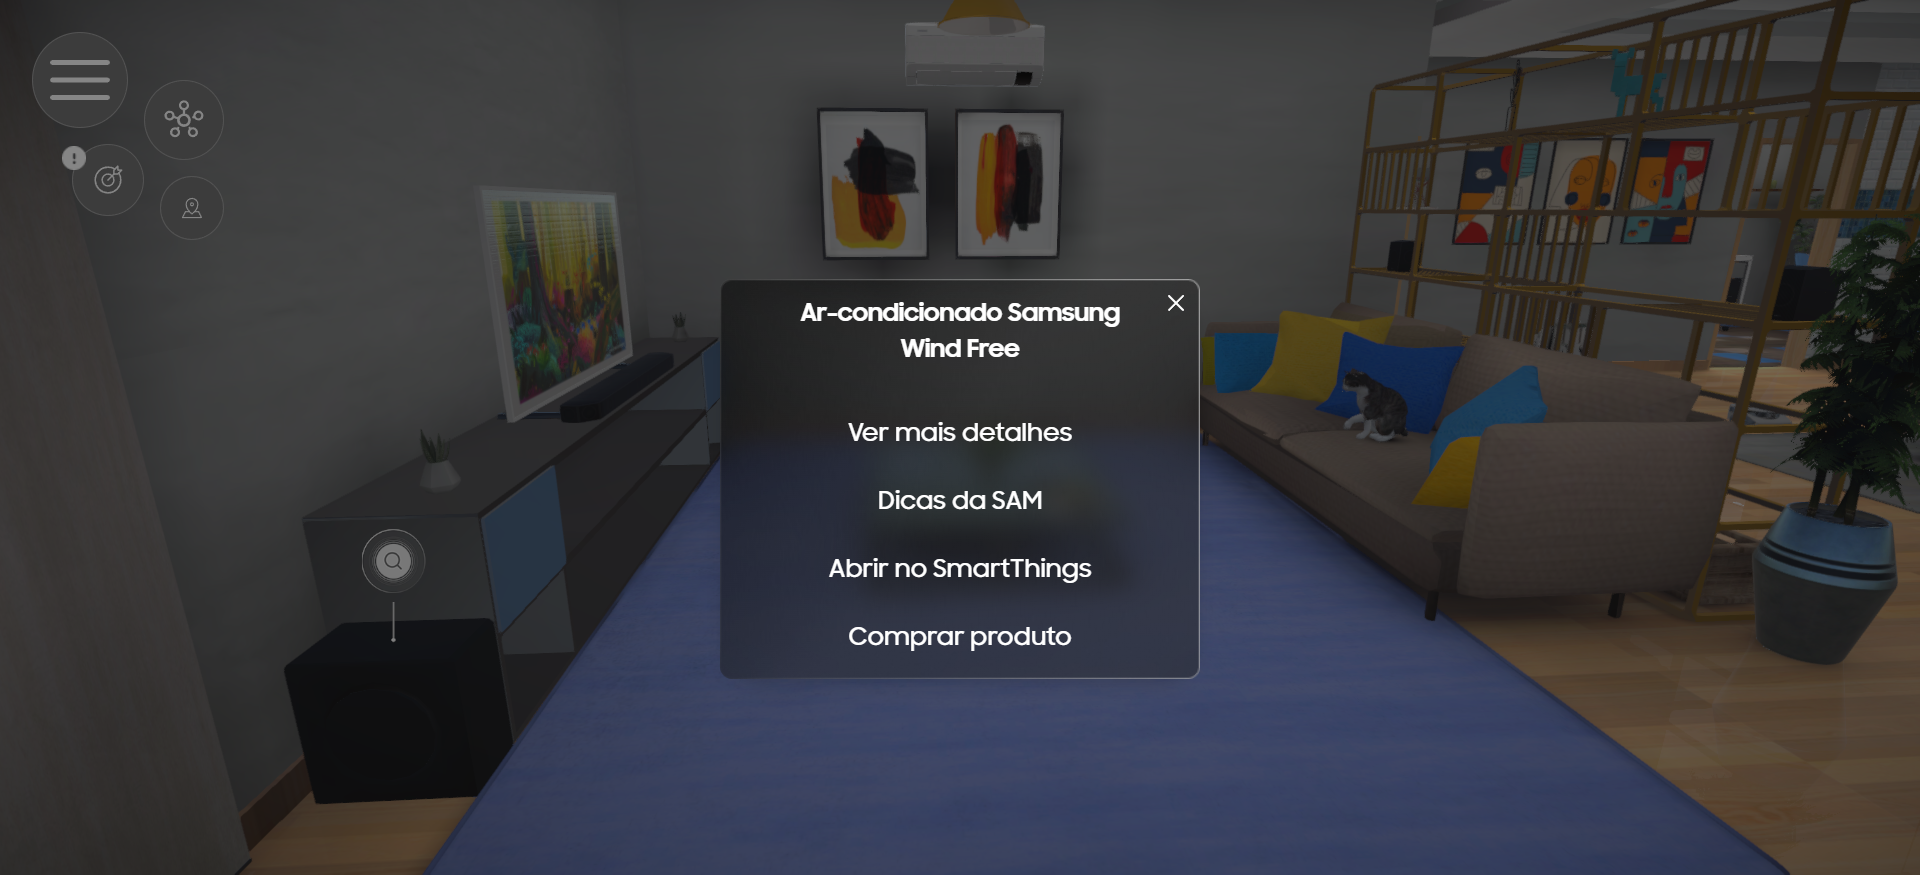 Ar-condicionado Samsung
Wind Free
Ver mais detalhes
Dicas da SAM
Abrir no SmartThings
Comprar produto